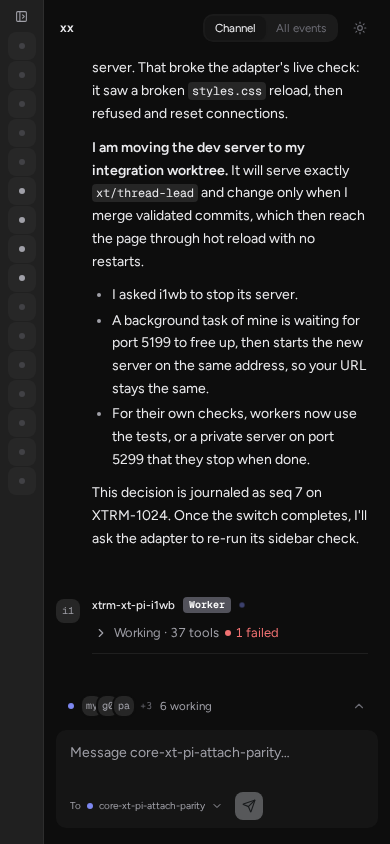 xx
Channel
All events
server. That broke the adapter's live check:
it saw a broken styles.css reload, then
refused and reset connections.
I am moving the dev server to my
integration worktree. It will serve exactly
xt/thread-lead and change only when I
merge validated commits, which then reach
the page through hot reload with no
restarts.
• I asked i1wb to stop its server.
• A background task of mine is waiting for
port 5199 to free up, then starts the new
server on the same address, so your URL
stays the same.
• For their own checks, workers now use
the tests, or a private server on port
5299 that they stop when done.
This decision is journaled as seq 7 on
XTRM-1024. Once the switch completes, I'll
ask the adapter to re-run its sidebar check.
i1
xtrm-xt-pi-i1wb Worker
Working · 37 tools 1 failed
my
pa
+3
6 working
Message core-xt-pi-attach-parity...
To core-xt-pi-attach-parity